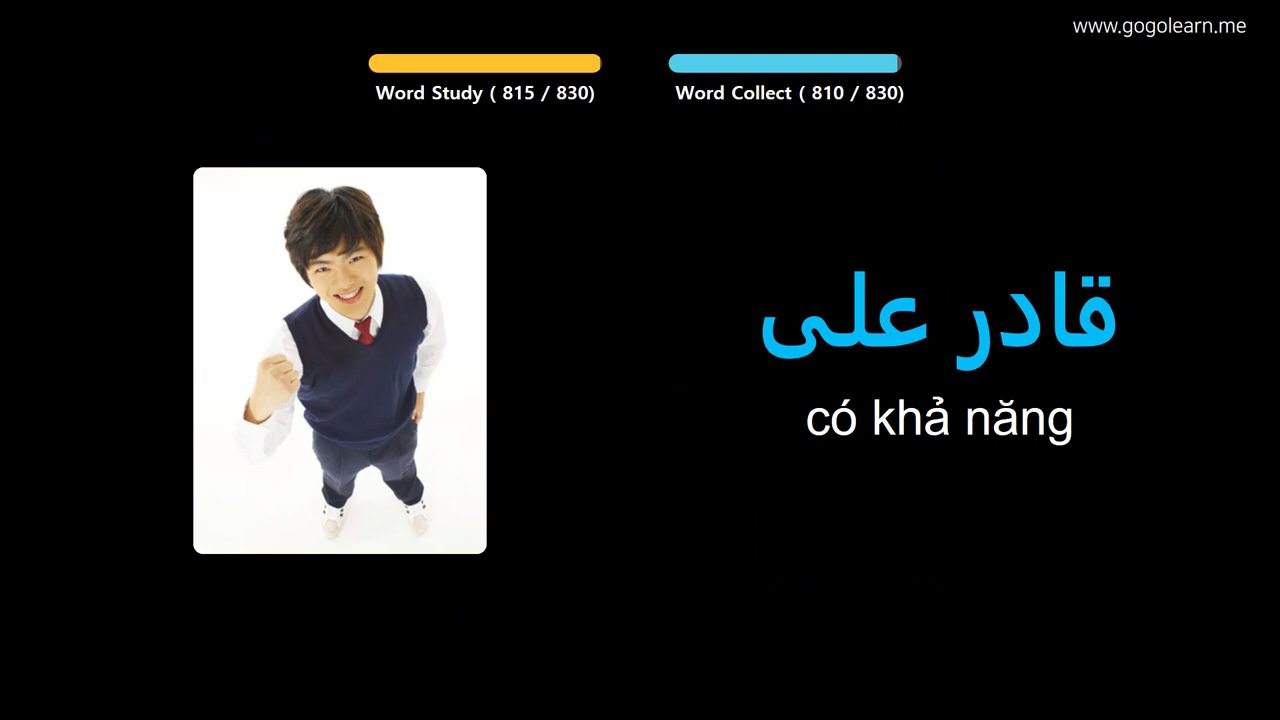 www.gogolearn.me
Word Study ( 815 / 830)
Word Collect ( 810 / 830)
قادر على
có khả năng